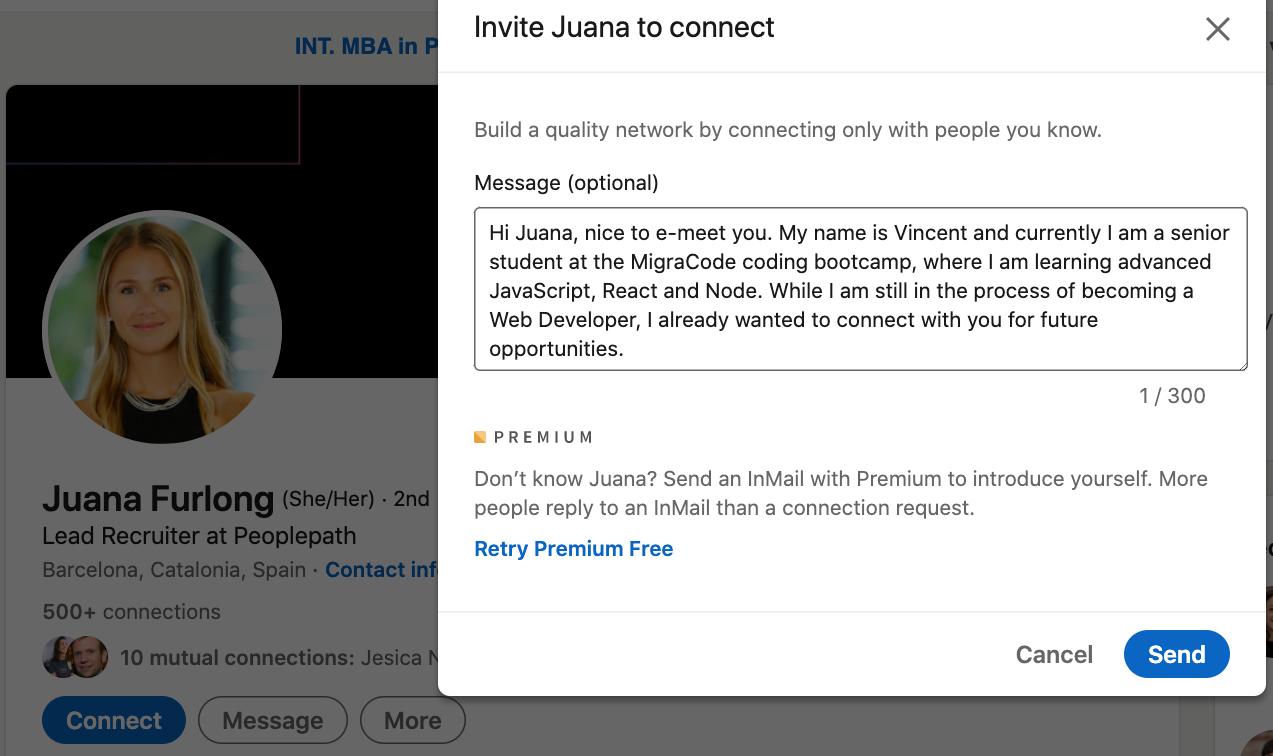 Invite Juana to connect
INT. MBA in P
Build a quality network by connecting only with people you know.
Message (optional)
Hi Juana, nice to e-meet you. My name is Vincent and currently I am a senior
student at the MigraCode coding bootcamp, where I am learning advanced
JavaScript, React and Node. While I am still in the process of becoming a
Web Developer, I already wanted to connect with you for future
opportunities.
1 / 300
PREMIUM
Don’t know Juana? Send an InMail with Premium to introduce yourself. More
people reply to an InMail than a connection request.
Retry Premium Free
Cancel
Send
Juana Furlong (She/Her) · 2nd
Lead Recruiter at Peoplepath
Barcelona, Catalonia, Spain · Contact inf
500+ connections
10 mutual connections: Jesica N
Connect
Message
More